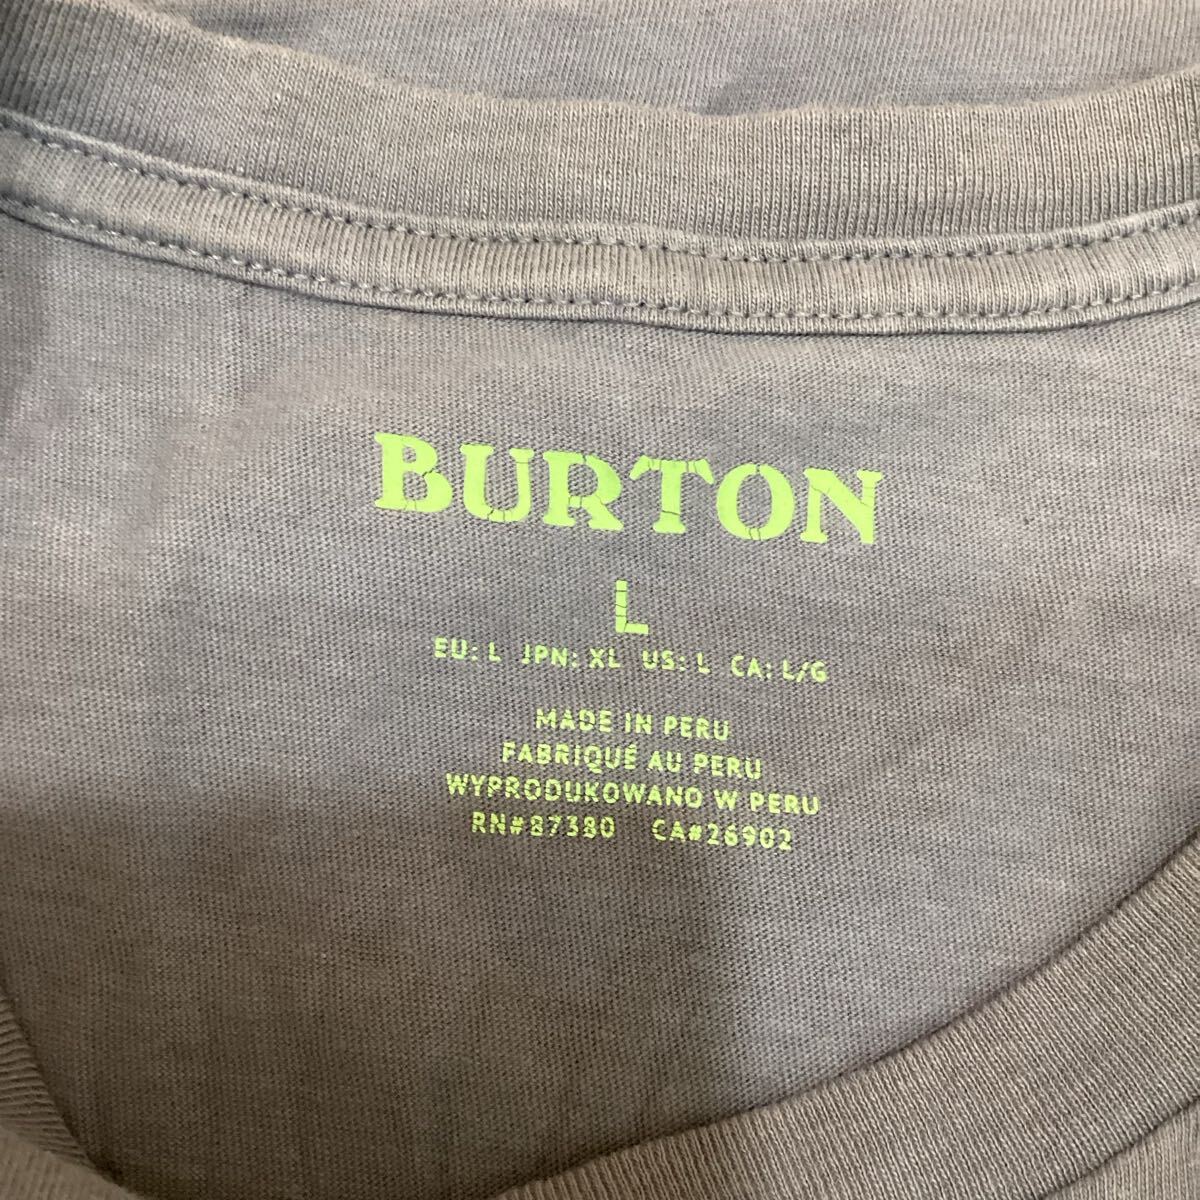 BURTON
L
EU: L JPN: XL US: L CA: L/G
MADE IN PERU
FABRIQUÉ AU PERU
WYPRODUKOWANO W PERU
RN#87380 CA#26902